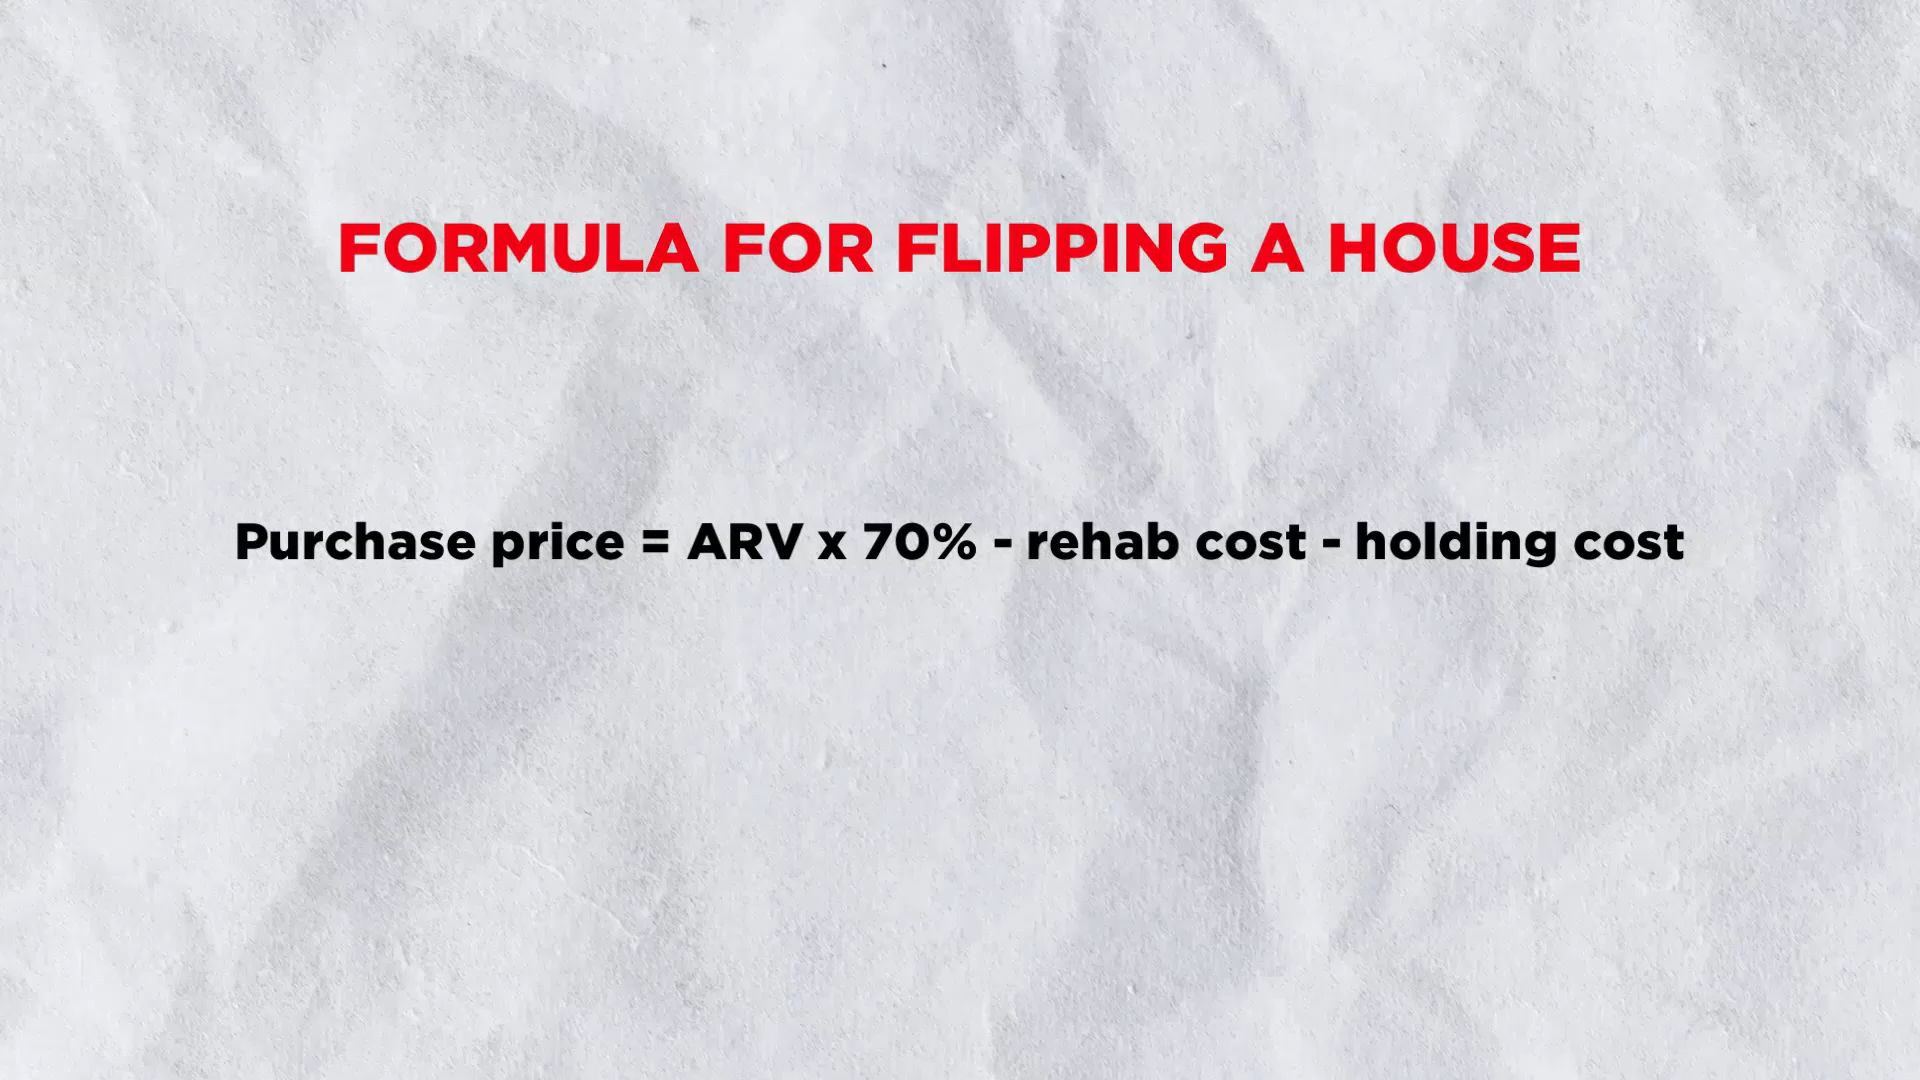 FORMULA FOR FLIPPING A HOUSE
Purchase price = ARV x 70% - rehab cost - holding cost